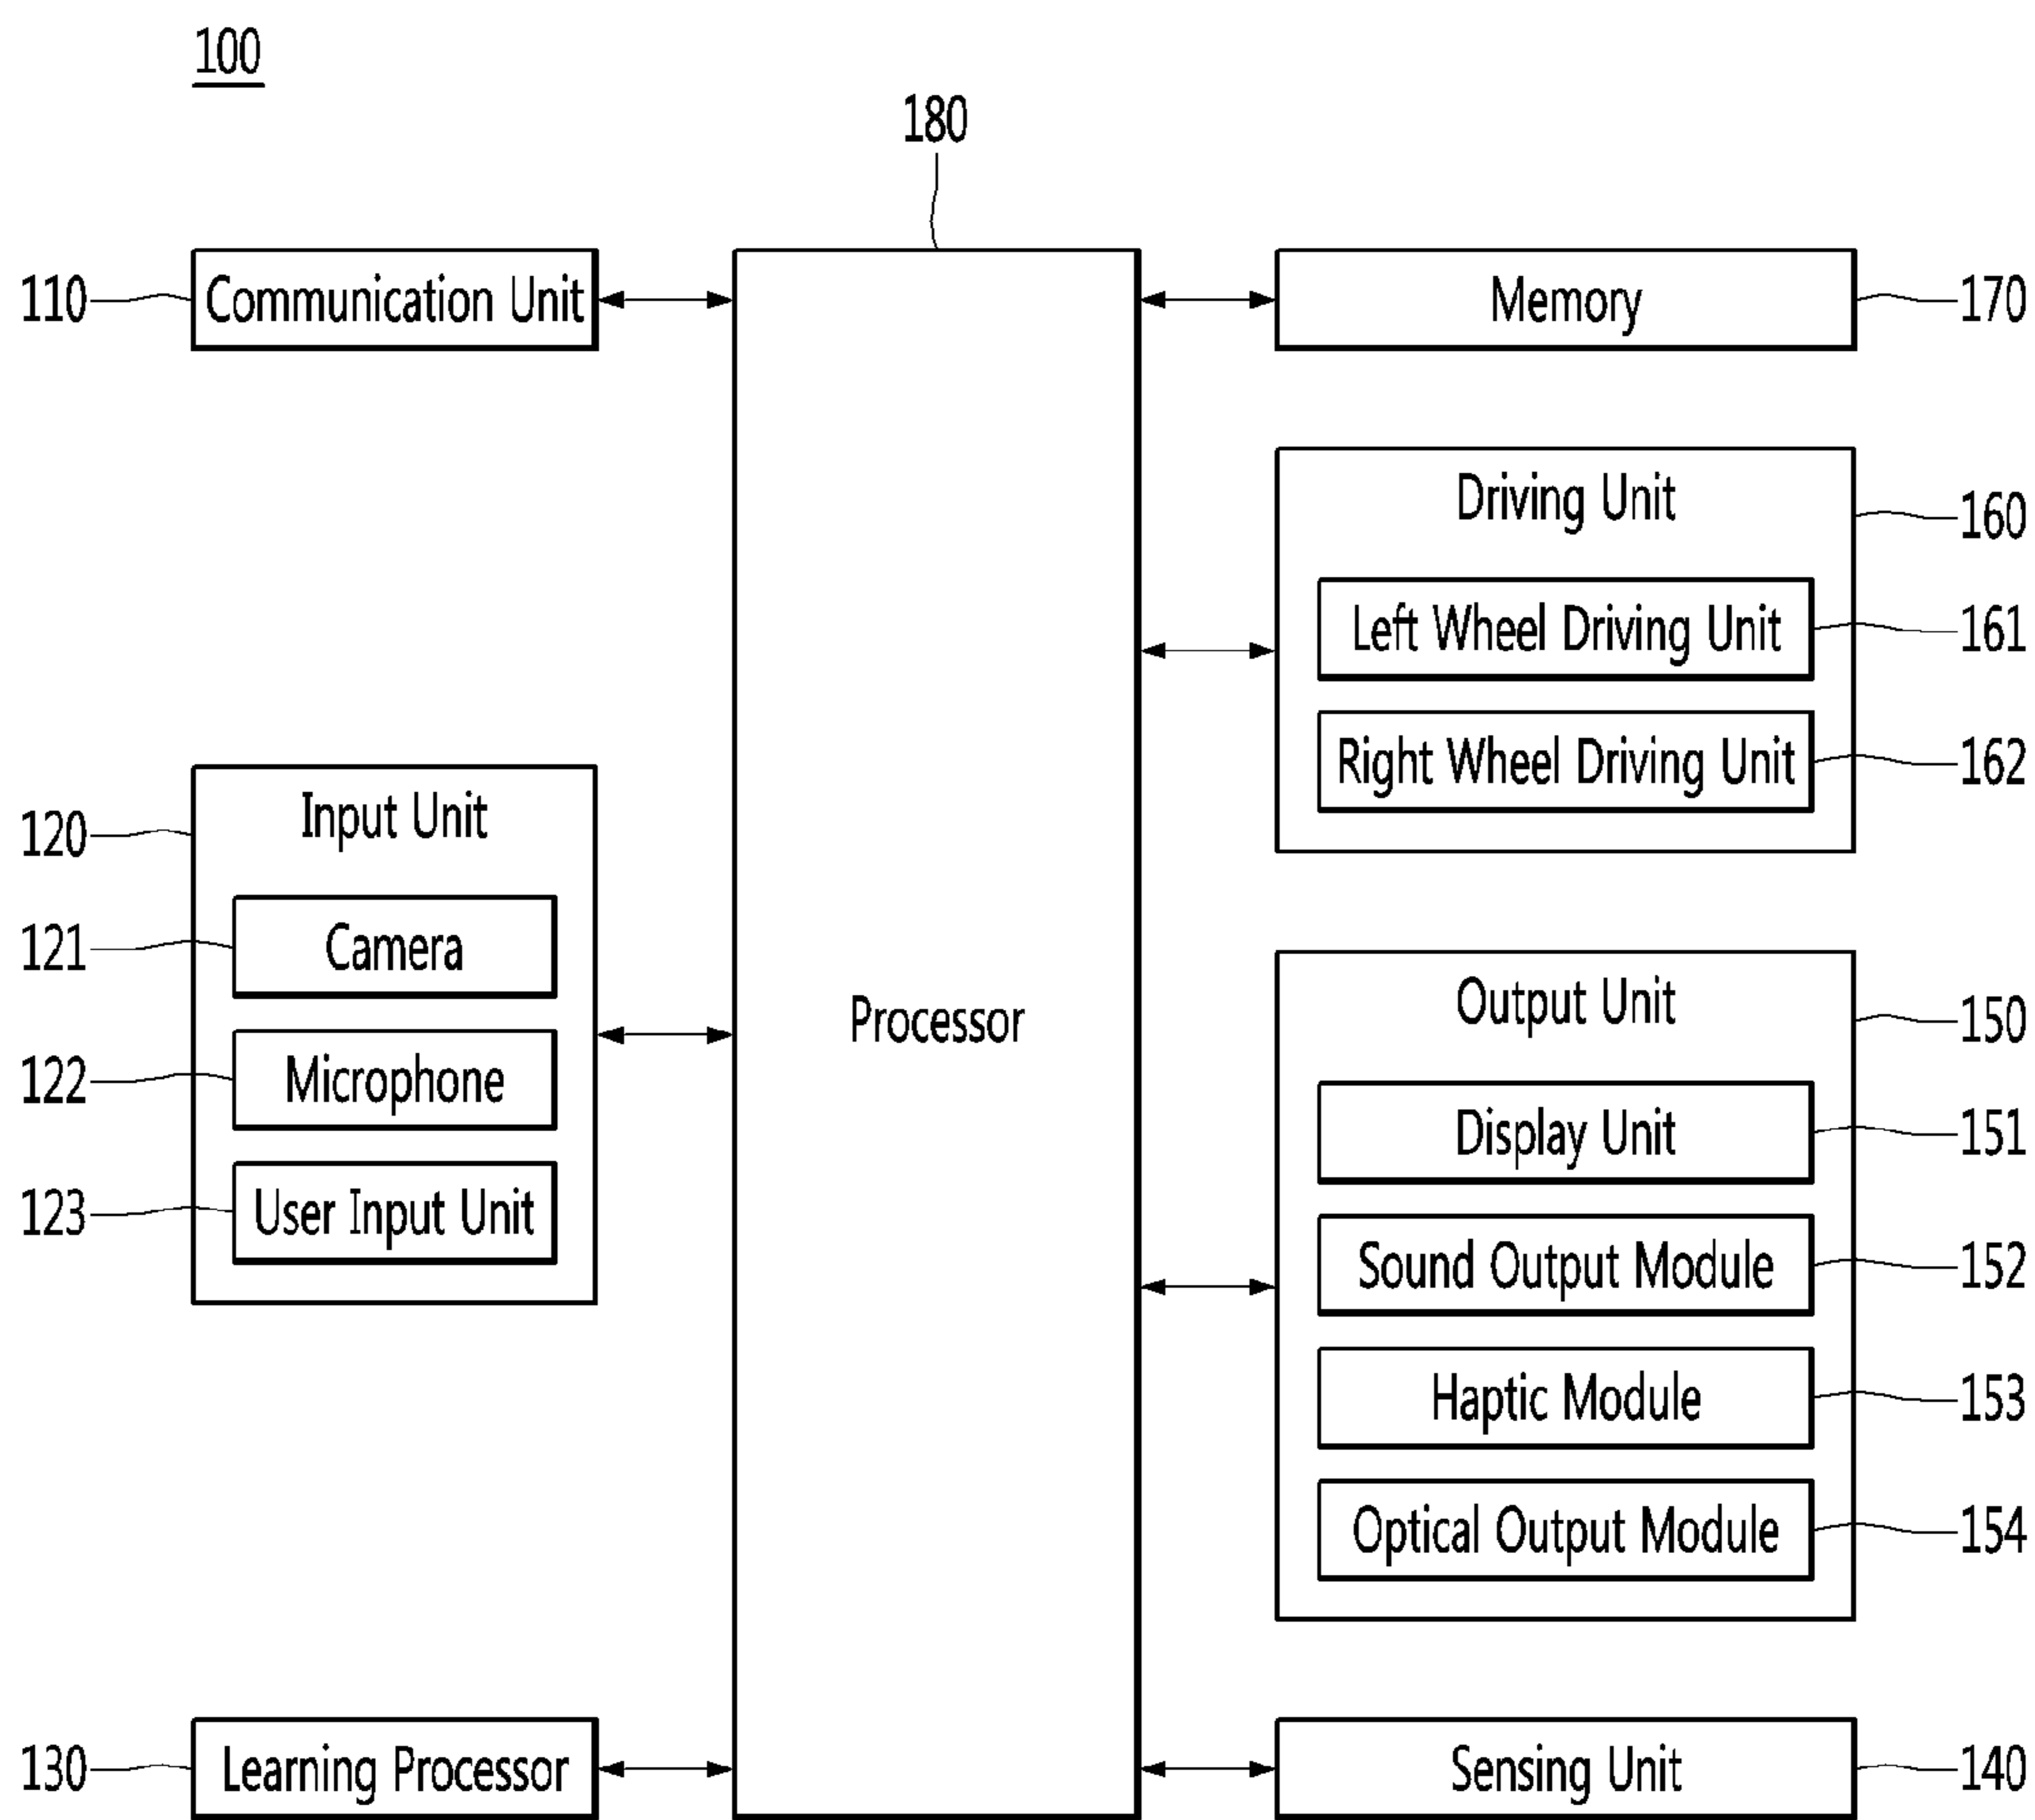 100
180
110
Communication Unit
Memory
170
Driving Unit
160
Left Wheel Driving Unit
161
Right Wheel Driving Unit
162
120
Input Unit
121
Camera
122
Microphone
123
User Input Unit
Processor
Output Unit
150
Display Unit
151
Sound Output Module
152
Haptic Module
153
Optical Output Module
154
130
Learning Processor
Sensing Unit
140